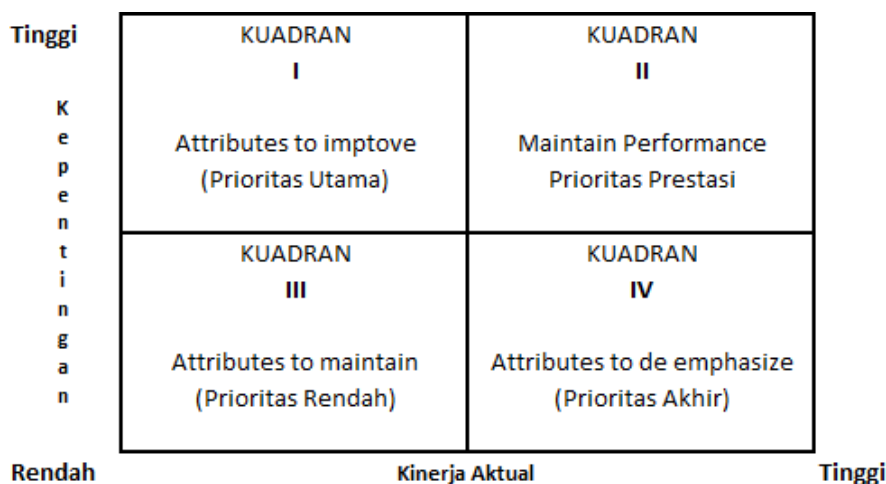 Tinggi
KUADRAN
I
Attributes to imptove
(Prioritas Utama)
KUADRAN
II
Maintain Performance
Prioritas Prestasi
Kepentingan
KUADRAN
III
Attributes to maintain
(Prioritas Rendah)
KUADRAN
IV
Attributes to de emphasize
(Prioritas Akhir)
Rendah
Kinerja Aktual
Tinggi